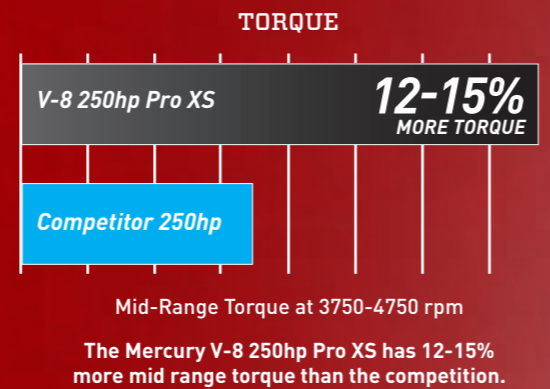 TORQUE
V-8 250hp Pro XS
12-15%
MORE TORQUE
Competitor 250hp
Mid-Range Torque at 3750-4750 rpm
The Mercury V-8 250hp Pro XS has 12-15%
more mid range torque than the competition.